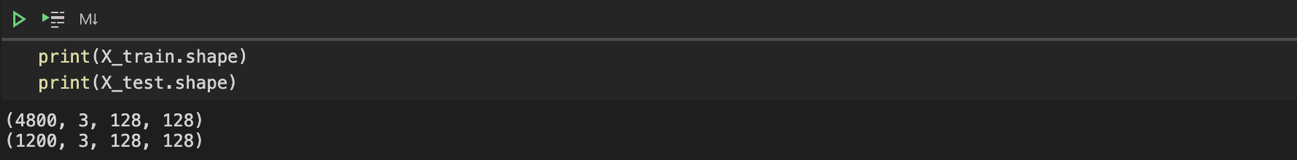 M↓
print(X_train.shape)
print(X_test.shape)
(4800, 3, 128, 128)
(1200, 3, 128, 128)